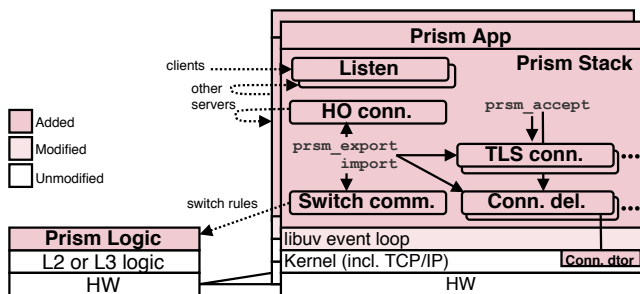 Prism App
Prism Stack
clients
Listen
other
servers
HO conn.
prsm_accept
Added
Modified
Unmodified
prsm_export
import
TLS conn.
•••
switch rules
Switch comm.
Conn. del.
•••
Prism Logic
L2 or L3 logic
HW
libuv event loop
Kernel (incl. TCP/IP)
Conn. dtor
HW